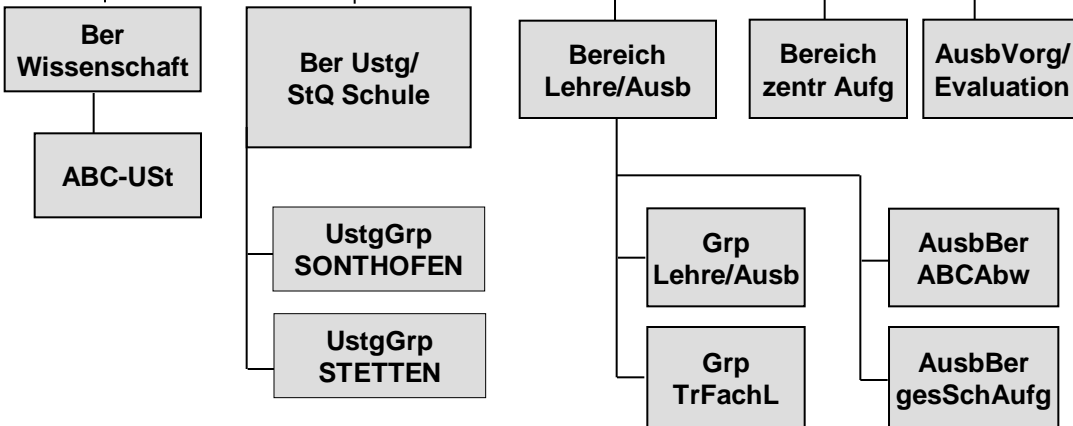 Ber
Wissenschaft
Ber Ustg/
StQ Schule
Bereich
Lehre/Ausb
Bereich
zentr Aufg
AusbVorg/
Evaluation
ABC-USt
UstgGrp
SONTHOFEN
UstgGrp
STETTEN
Grp
Lehre/Ausb
AusbBer
ABCAbw
Grp
TrFachL
AusbBer
gesSchAufg